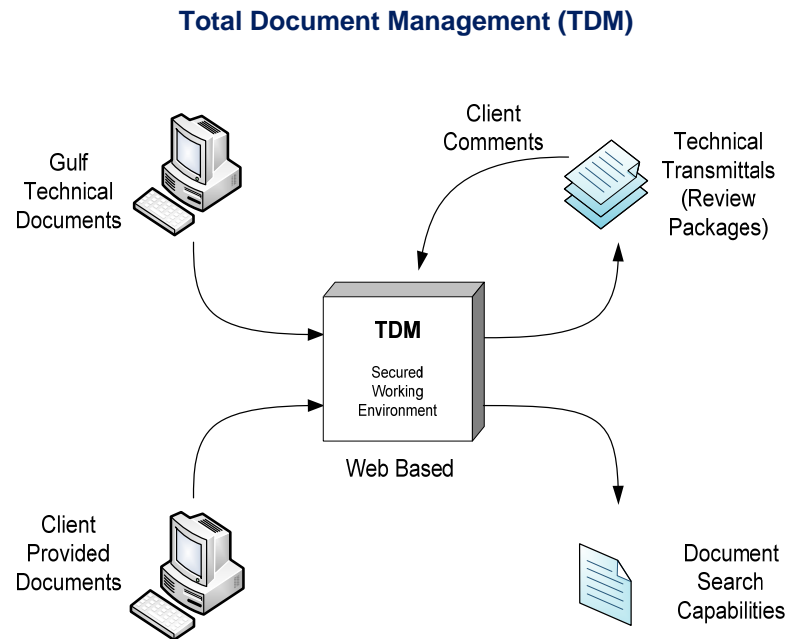 Total Document Management (TDM)
Gulf
Technical
Documents
Client
Comments
Technical
Transmittals
(Review
Packages)
TDM
Secured
Working
Environment
Web Based
Client
Provided
Documents
Document
Search
Capabilities